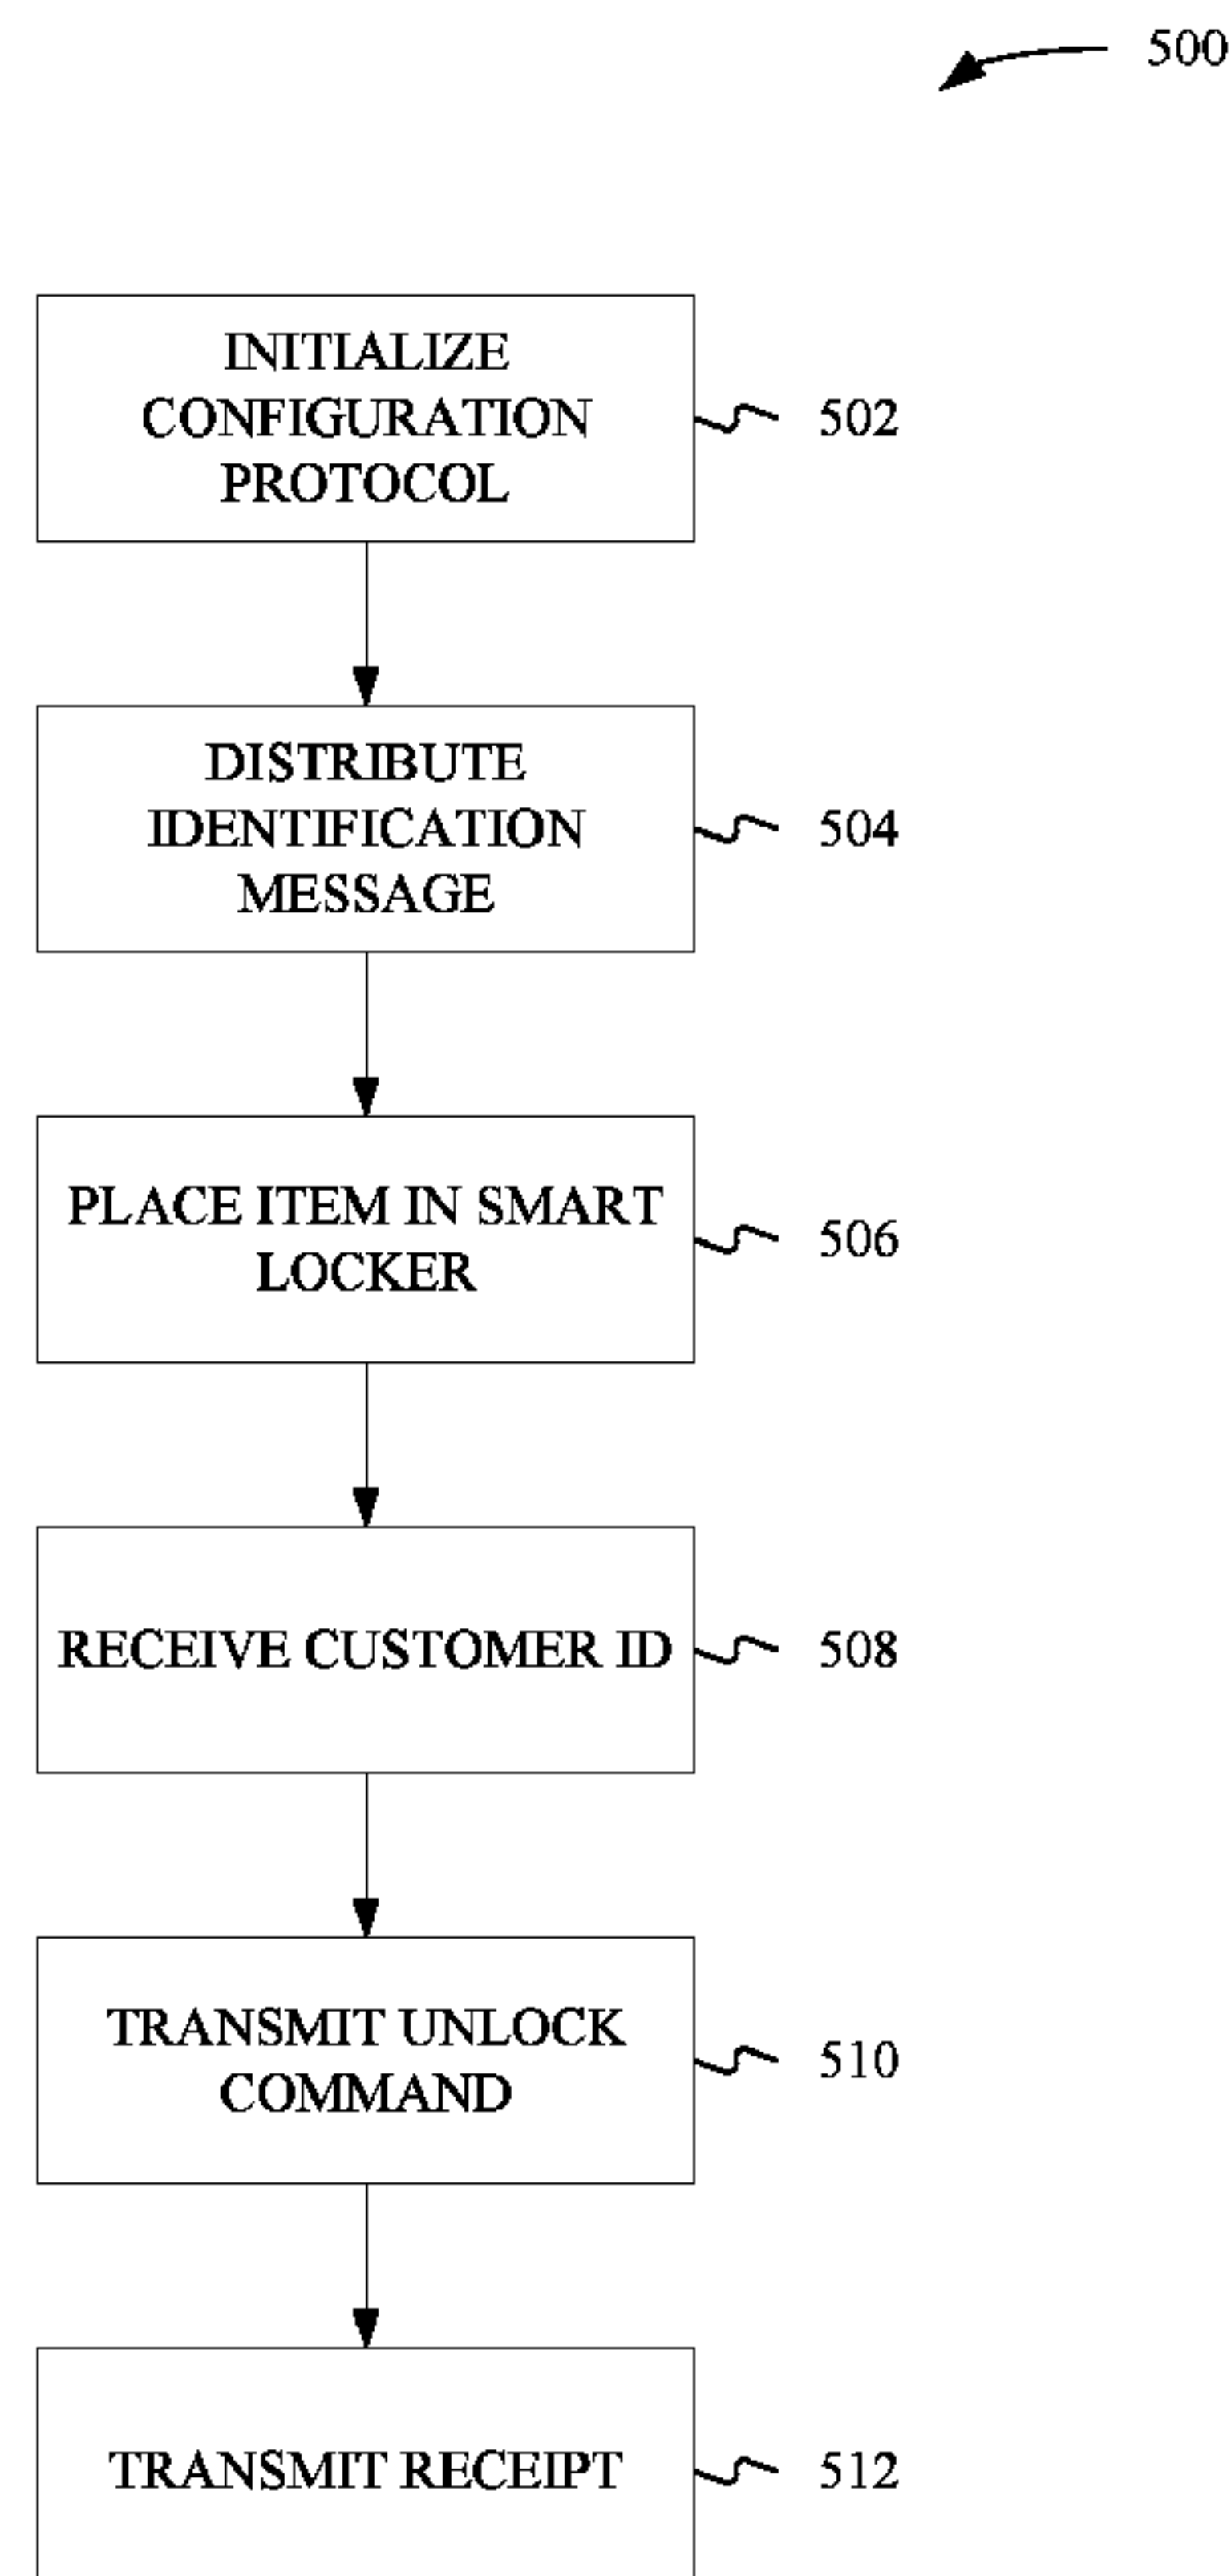 500
INITIALIZE
CONFIGURATION
PROTOCOL
502
DISTRIBUTE
IDENTIFICATION
MESSAGE
504
PLACE ITEM IN SMART
LOCKER
506
RECEIVE CUSTOMER ID
508
TRANSMIT UNLOCK
COMMAND
510
TRANSMIT RECEIPT
512